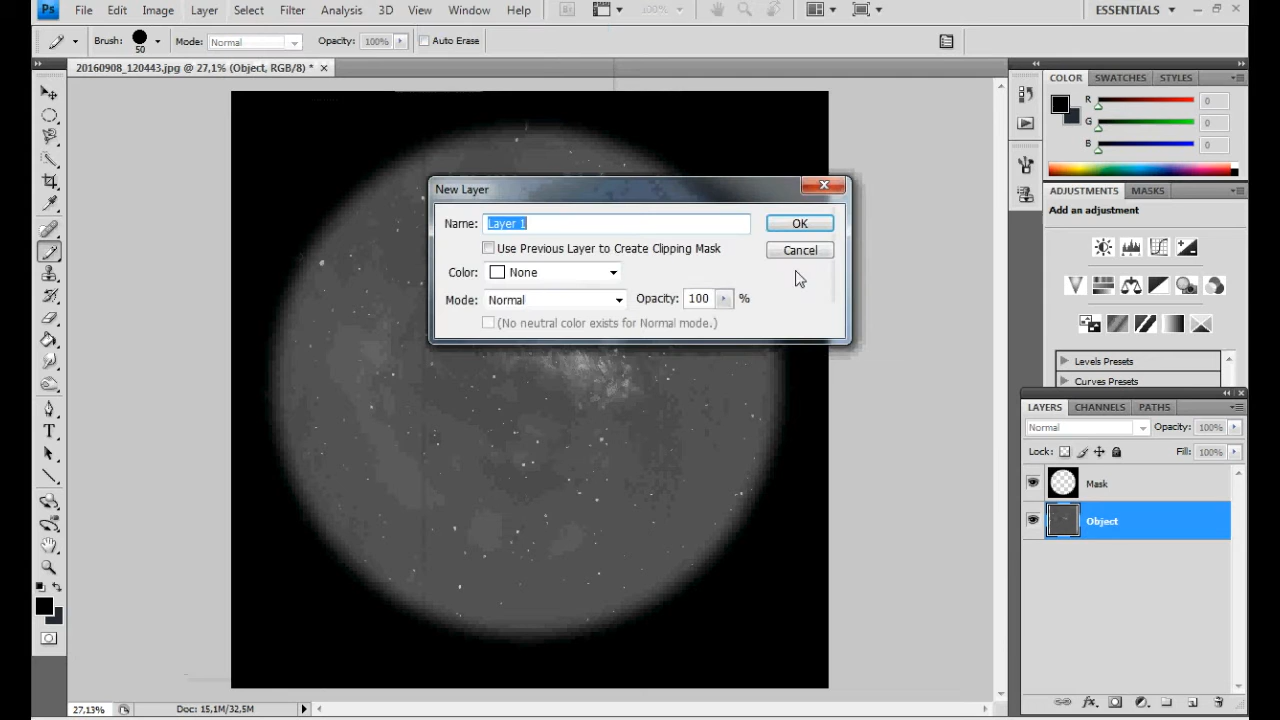 Ps File Edit Image Layer Select Filter Analysis 3D View Window Help 100% ESSENTIALS
Brush: 50 Mode: Normal Opacity: 100% Auto Erase
20160908_120443.jpg @ 27,1% (Object, RGB/8) *
COLOR SWATCHES STYLES
R 0
G 0
B 0
New Layer
Name: Layer 1 OK
Use Previous Layer to Create Clipping Mask Cancel
Color: None
Mode: Normal Opacity: 100 %
(No neutral color exists for Normal mode.)
ADJUSTMENTS MASKS
Add an adjustment
Levels Presets
Curves Presets
LAYERS CHANNELS PATHS
Normal Opacity: 100%
Lock: Fill: 100%
Mask
Object
27,13% Doc: 15,1M/32,5M